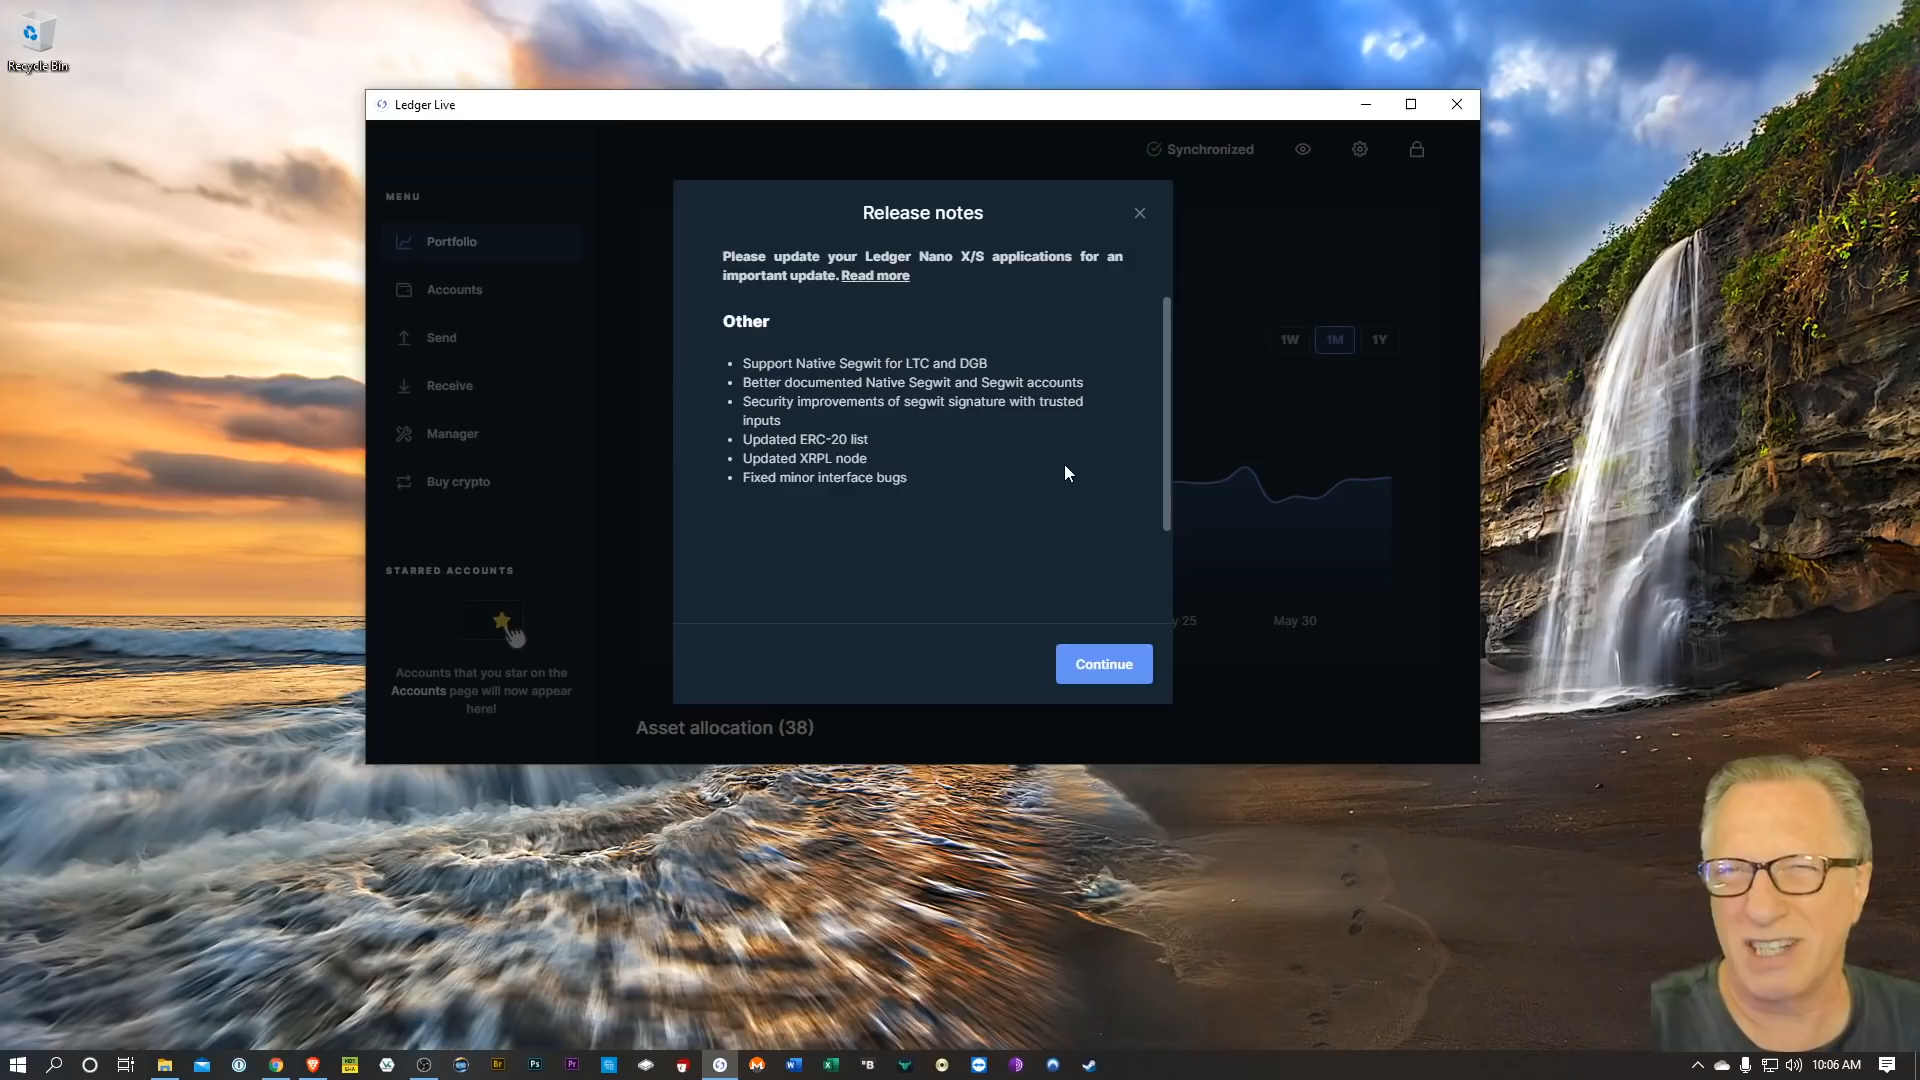 Recycle Bin
Ledger Live
Synchronized
MENU
Portfolio
Accounts
Send
Receive
Manager
Buy crypto
STARRED ACCOUNTS
Accounts that you star on the
Accounts page will now appear
here!
Release notes
Please update your Ledger Nano X/S applications for an
important update. Read more
Other
• Support Native Segwit for LTC and DGB
• Better documented Native Segwit and Segwit accounts
• Security improvements of segwit signature with trusted
inputs
• Updated ERC-20 list
• Updated XRPL node
• Fixed minor interface bugs
Continue
1W 1M 1Y
25 May 30
Asset allocation (38)
Br Ps Pr
10:06 AM